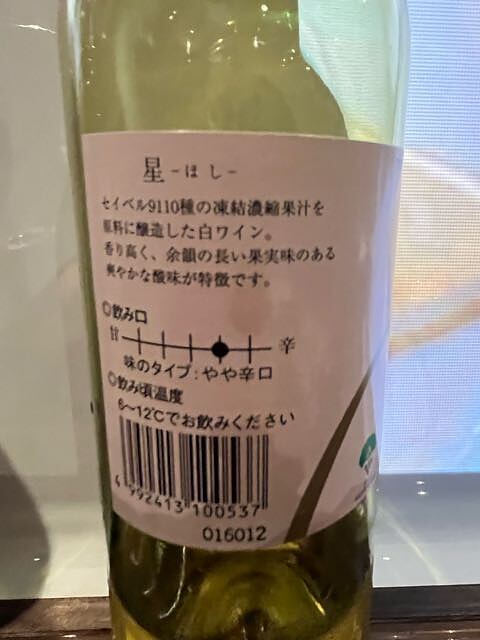 星 -ほし-
セイベル9110種の凍結濃縮果汁を
原料に醸造した白ワイン。
香り高く、余韻の長い果実味のある
爽やかな酸味が特徴です。
◎飲み口
甘 辛
味のタイプ:やや辛口
◎飲み頃温度
6~12℃でお飲みください
4 992413 100537
016012